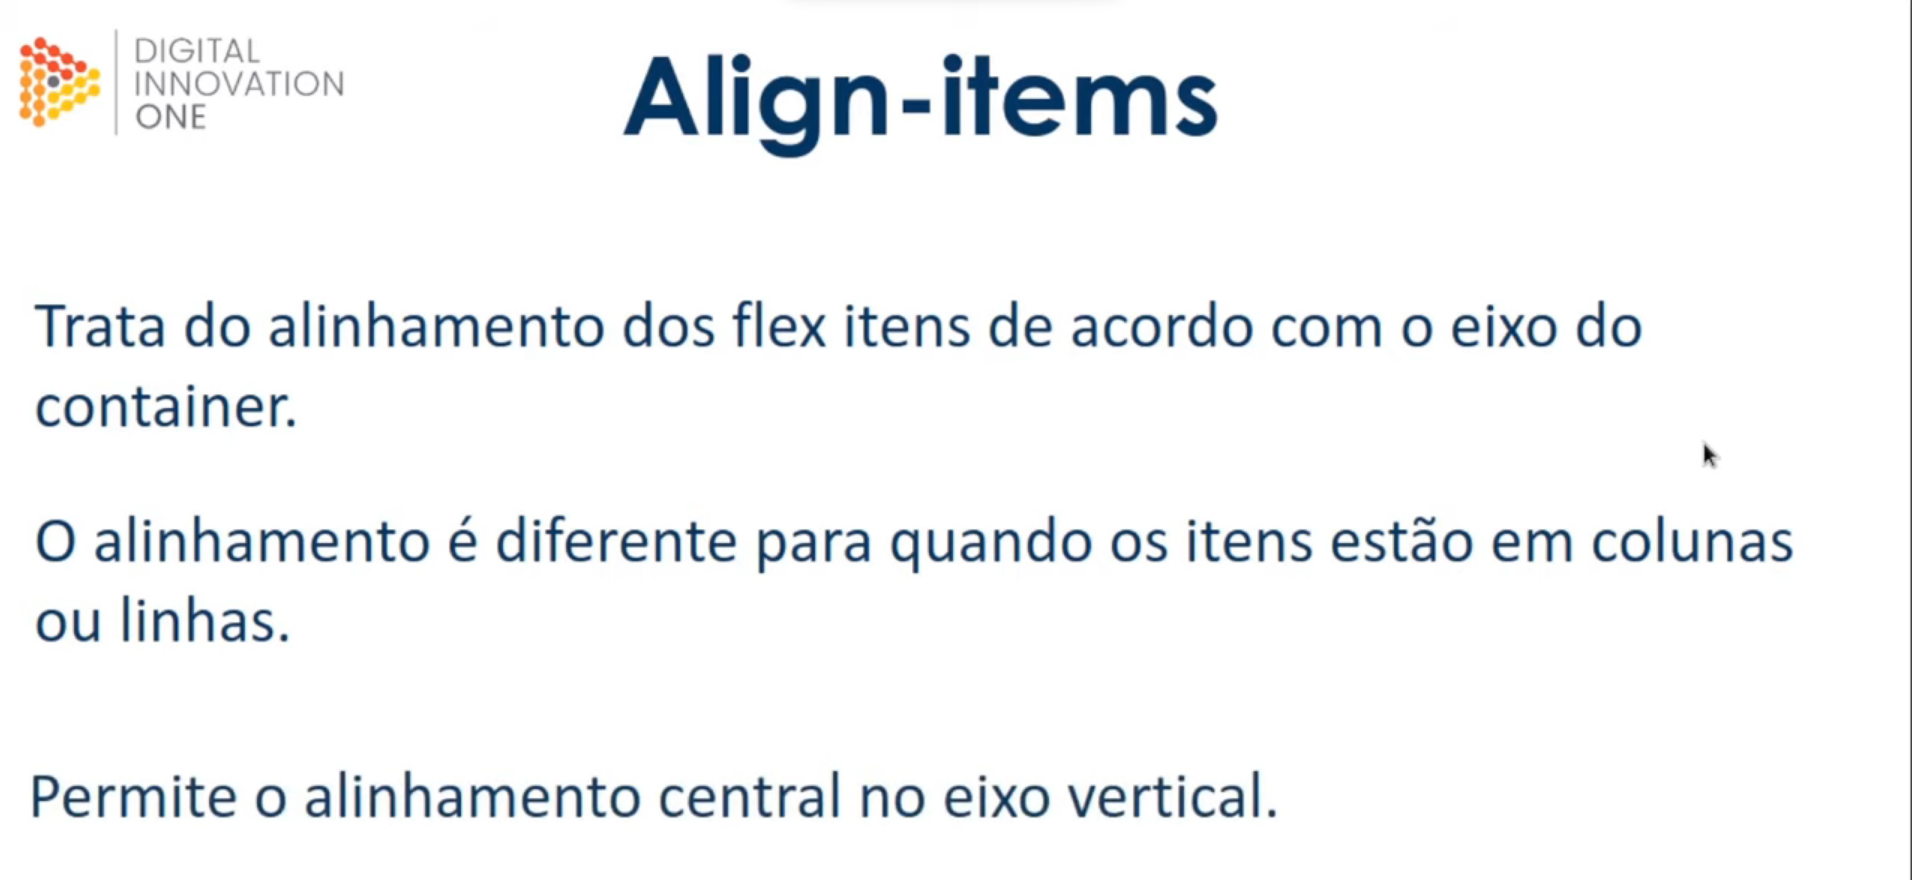 DIGITAL
INNOVATION
ONE
Align-items
Trata do alinhamento dos flex itens de acordo com o eixo do
container.
O alinhamento é diferente para quando os itens estão em colunas
ou linhas.
Permite o alinhamento central no eixo vertical.